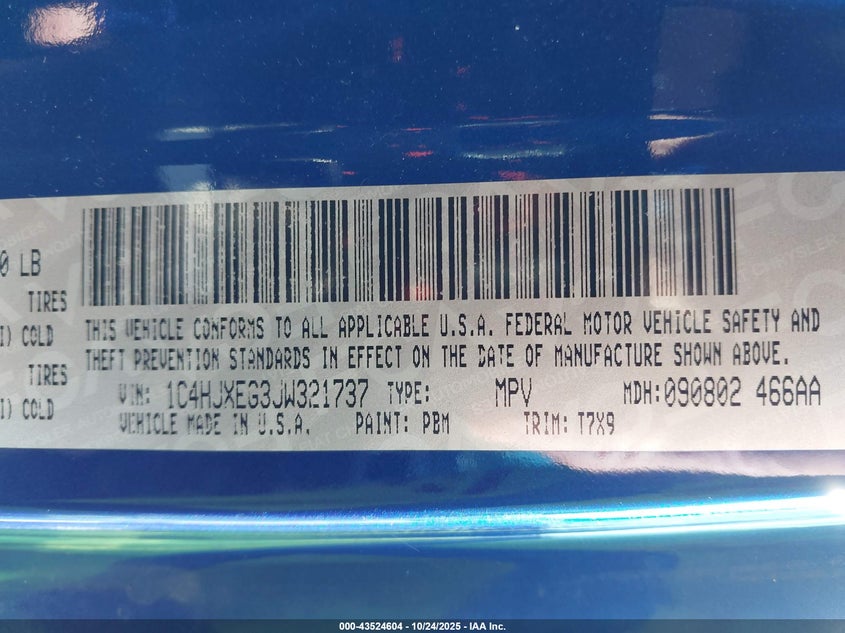 0 LB
TIRES
I) COLD
TIRES
I) COLD
THIS VEHICLE CONFORMS TO ALL APPLICABLE U.S.A. FEDERAL MOTOR VEHICLE SAFETY AND
THEFT PREVENTION STANDARDS IN EFFECT ON THE DATE OF MANUFACTURE SHOWN ABOVE.
VIN: 1C4HJXEG3JW321737 TYPE: MPV MDH: 090802 466AA
VEHICLE MADE IN U.S.A. PAINT: PBM TRIM: T7X9
000-43524604 - 10/24/2025 - IAA Inc.